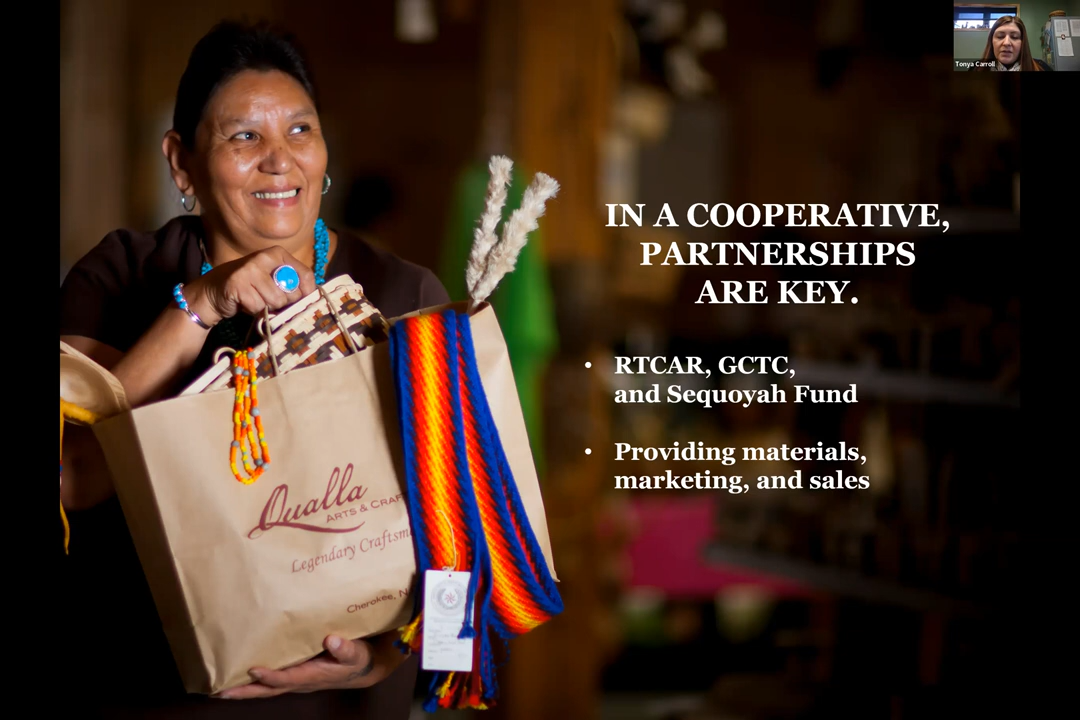 Tonya Carroll
IN A COOPERATIVE,
PARTNERSHIPS
ARE KEY.
• RTCAR, GCTC,
and Sequoyah Fund
• Providing materials,
marketing, and sales
Qualla
ARTS & CRAF
Legendary Craftsm
Cherokee, N